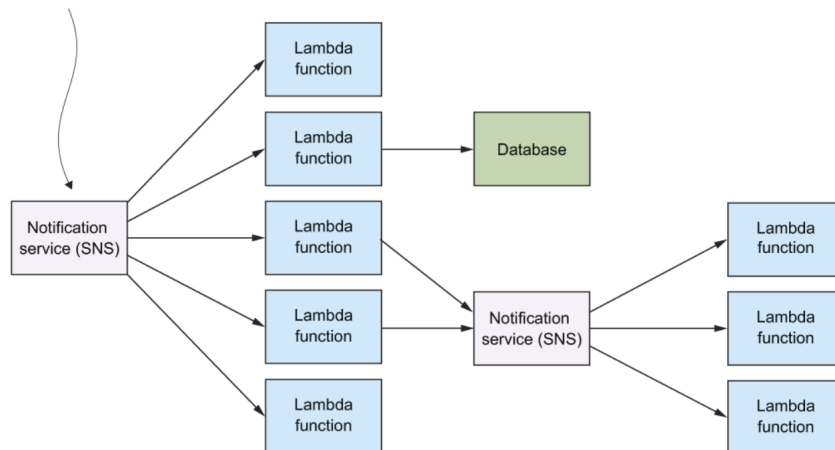 Lambda
function
Lambda
function
Database
Notification
service (SNS)
Lambda
function
Lambda
function
Lambda
function
Notification
service (SNS)
Lambda
function
Lambda
function
Lambda
function
Lambda
function